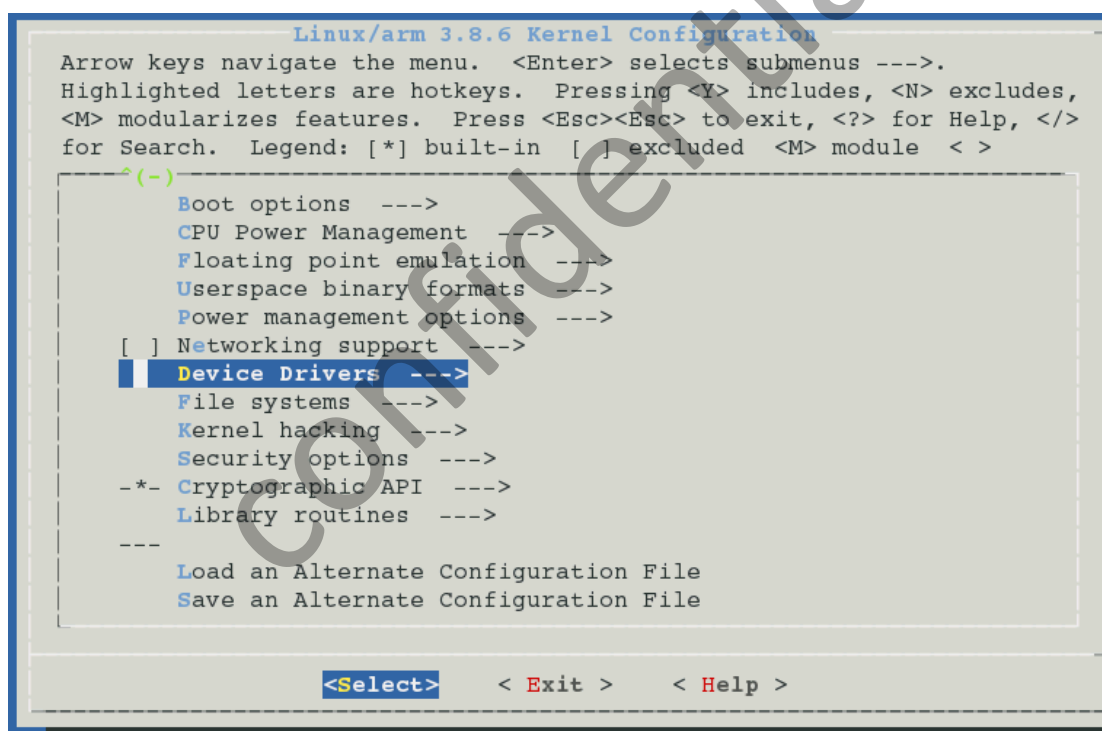 Linux/arm 3.8.6 Kernel Configuration
Arrow keys navigate the menu.  <Enter> selects submenus --->.
Highlighted letters are hotkeys.  Pressing <Y> includes, <N> excludes,
<M> modularizes features.  Press <Esc><Esc> to exit, <?> for Help, </>
for Search.  Legend: [*] built-in  [ ] excluded  <M> module  < >
^(-)
Boot options  --->
CPU Power Management  --->
Floating point emulation  --->
Userspace binary formats  --->
Power management options  --->
[ ] Networking support  --->
Device Drivers  --->
File systems  --->
Kernel hacking  --->
Security options  --->
-*- Cryptographic API  --->
Library routines  --->
---
Load an Alternate Configuration File
Save an Alternate Configuration File
<Select>    < Exit >    < Help >
confidentia